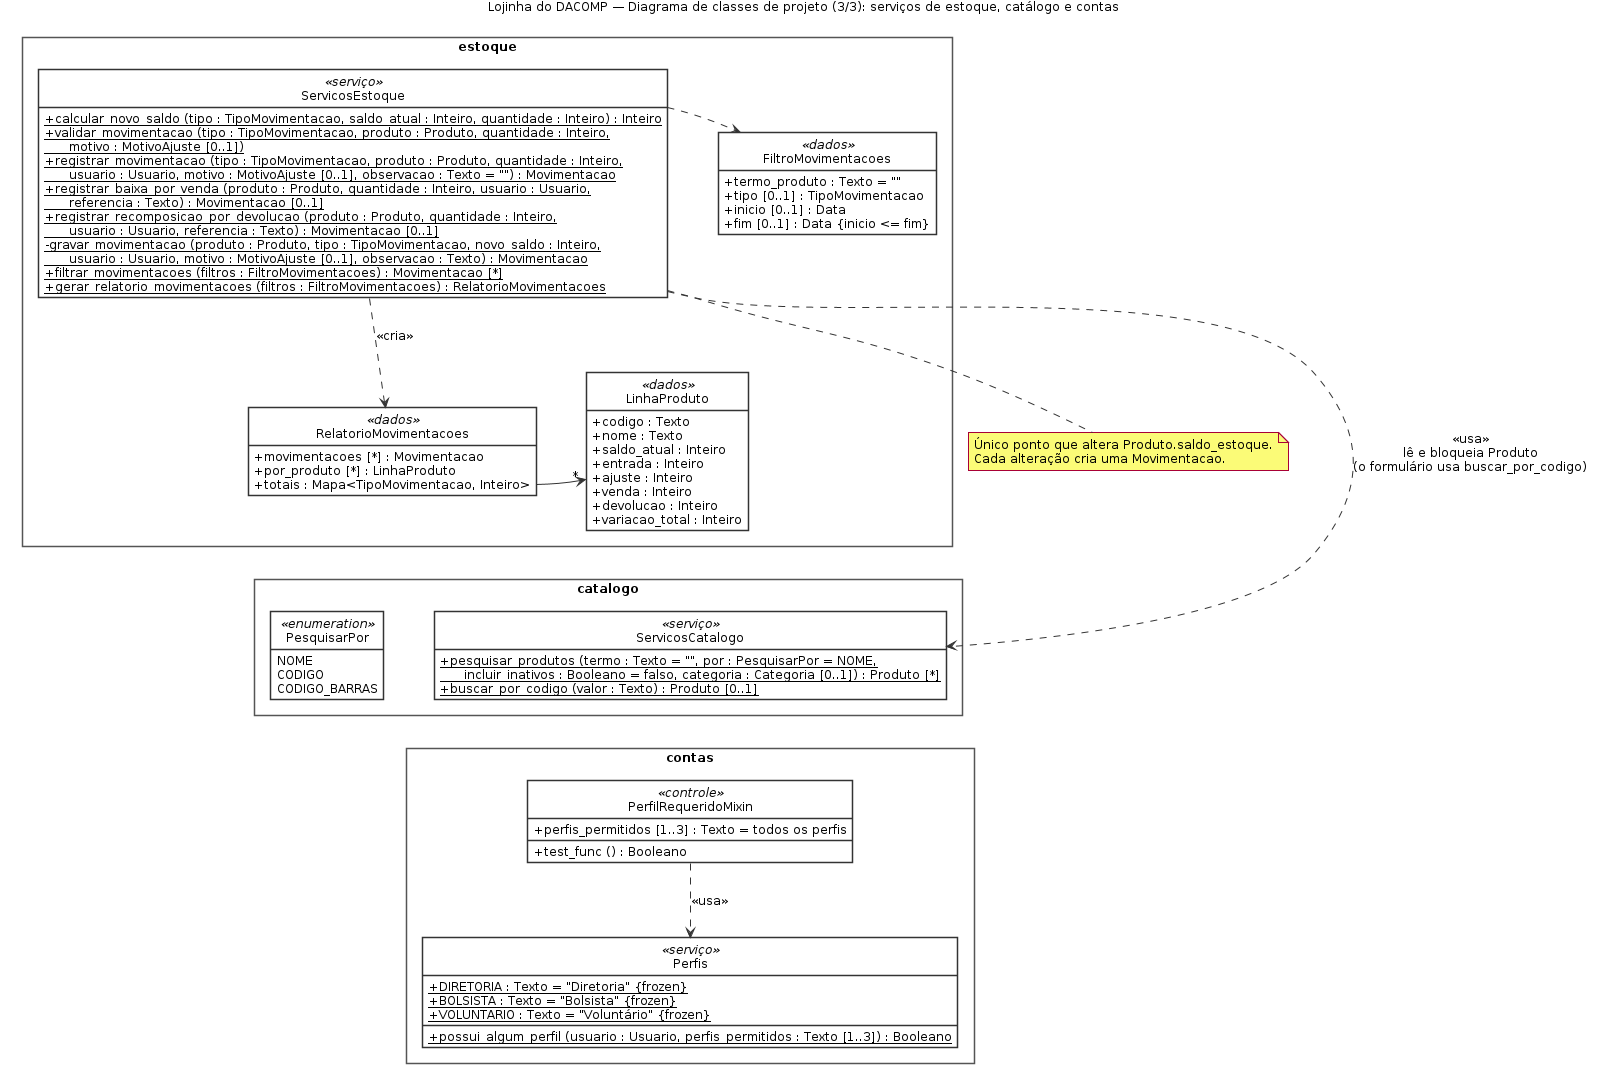 Lojinha do DACOMP — Diagrama de classes de projeto (3/3): serviços de estoque, catálogo e contas
estoque
«serviço»
ServicosEstoque
+calcular_novo_saldo (tipo : TipoMovimentacao, saldo_atual : Inteiro, quantidade : Inteiro) : Inteiro
+validar_movimentacao (tipo : TipoMovimentacao, produto : Produto, quantidade : Inteiro,
motivo : MotivoAjuste [0..1])
+registrar_movimentacao (tipo : TipoMovimentacao, produto : Produto, quantidade : Inteiro,
usuario : Usuario, motivo : MotivoAjuste [0..1], observacao : Texto = "") : Movimentacao
+registrar_baixa_por_venda (produto : Produto, quantidade : Inteiro, usuario : Usuario,
referencia : Texto) : Movimentacao [0..1]
+registrar_recomposicao_por_devolucao (produto : Produto, quantidade : Inteiro,
usuario : Usuario, referencia : Texto) : Movimentacao [0..1]
-gravar_movimentacao (produto : Produto, tipo : TipoMovimentacao, novo_saldo : Inteiro,
usuario : Usuario, motivo : MotivoAjuste [0..1], observacao : Texto) : Movimentacao
+filtrar_movimentacoes (filtros : FiltroMovimentacoes) : Movimentacao [*]
+gerar_relatorio_movimentacoes (filtros : FiltroMovimentacoes) : RelatorioMovimentacoes
«dados»
FiltroMovimentacoes
+termo_produto : Texto = ""
+tipo [0..1] : TipoMovimentacao
+inicio [0..1] : Data
+fim [0..1] : Data {inicio <= fim}
«cria»
«dados»
RelatorioMovimentacoes
+movimentacoes [*] : Movimentacao
+por_produto [*] : LinhaProduto
+totais : Mapa<TipoMovimentacao, Inteiro>
*
«dados»
LinhaProduto
+codigo : Texto
+nome : Texto
+saldo_atual : Inteiro
+entrada : Inteiro
+ajuste : Inteiro
+venda : Inteiro
+devolucao : Inteiro
+variacao_total : Inteiro
Único ponto que altera Produto.saldo_estoque.
Cada alteração cria uma Movimentacao.
«usa»
lê e bloqueia Produto
(o formulário usa buscar_por_codigo)
catalogo
«enumeration»
PesquisarPor
NOME
CODIGO
CODIGO_BARRAS
«serviço»
ServicosCatalogo
+pesquisar_produtos (termo : Texto = "", por : PesquisarPor = NOME,
incluir_inativos : Booleano = falso, categoria : Categoria [0..1]) : Produto [*]
+buscar_por_codigo (valor : Texto) : Produto [0..1]
contas
«controle»
PerfilRequeridoMixin
+perfis_permitidos [1..3] : Texto = todos os perfis
+test_func () : Booleano
«usa»
«serviço»
Perfis
+DIRETORIA : Texto = "Diretoria" {frozen}
+BOLSISTA : Texto = "Bolsista" {frozen}
+VOLUNTARIO : Texto = "Voluntário" {frozen}
+possui_algum_perfil (usuario : Usuario, perfis_permitidos : Texto [1..3]) : Booleano